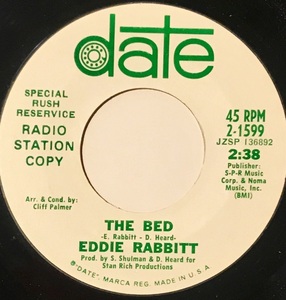 date
SPECIAL
RUSH
RESERVICE
RADIO
STATION
COPY
45 RPM
2-1599
JZSP 136892
2:38
Publisher:
S-P-R Music
Corp. & Noma
Music, Inc.
(BMI)
Arr. & Cond. by:
Cliff Palmer
THE BED
-E. Rabbitt - D. Heard-
EDDIE RABBITT
Prod. by S. Shulman & D. Heard for
Stan Rich Productions
® "DATE", MARCA REG. MADE IN U.S.A.